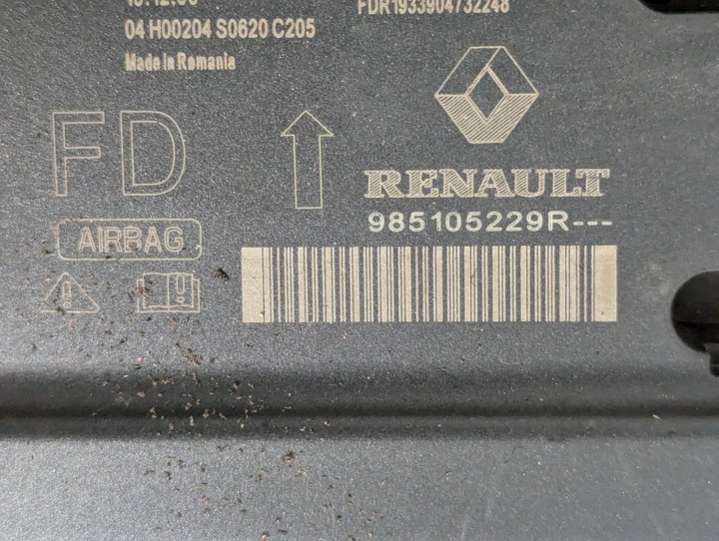 FDR1933904732248
04 H00204 S0620 C205
Made in Romania
FD
RENAULT
985105229R---
AIRBAG